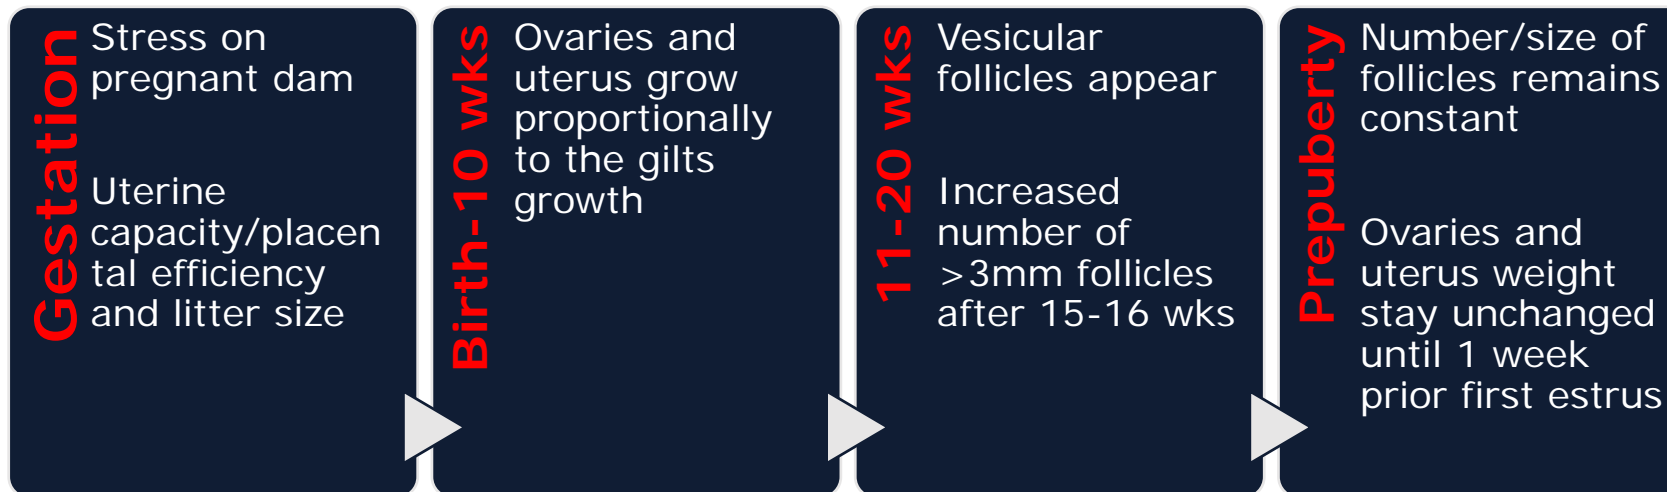 Gestation
Stress on
pregnant dam
Uterine
capacity/placen
tal efficiency
and litter size
Birth-10 wks
Ovaries and
uterus grow
proportionally
to the gilts
growth
11-20 wks
Vesicular
follicles appear
Increased
number of
>3mm follicles
after 15-16 wks
Prepuberty
Number/size of
follicles remains
constant
Ovaries and
uterus weight
stay unchanged
until 1 week
prior first estrus